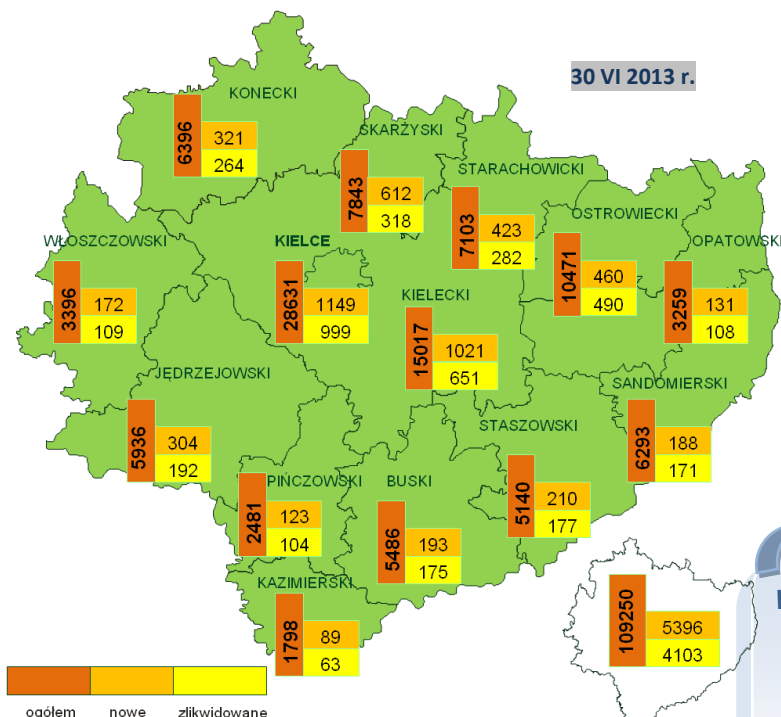 30 VI 2013 r.
KONECKI
6396
321
264
SKARŻYSKI
7843
612
318
STARACHOWICKI
7103
423
282
OSTROWIECKI
10471
460
490
OPATOWSKI
3259
131
108
WŁOSZCZOWSKI
3396
172
109
KIELCE
28631
1149
999
KIELECKI
15017
1021
651
JĘDRZEJOWSKI
5936
304
192
SANDOMIERSKI
6293
188
171
STASZOWSKI
5140
210
177
PIŃCZOWSKI
2481
123
104
BUSKI
5486
193
175
KAZIMIERSKI
1798
89
63
109250
5396
4103
ogółem nowe zlikwidowane